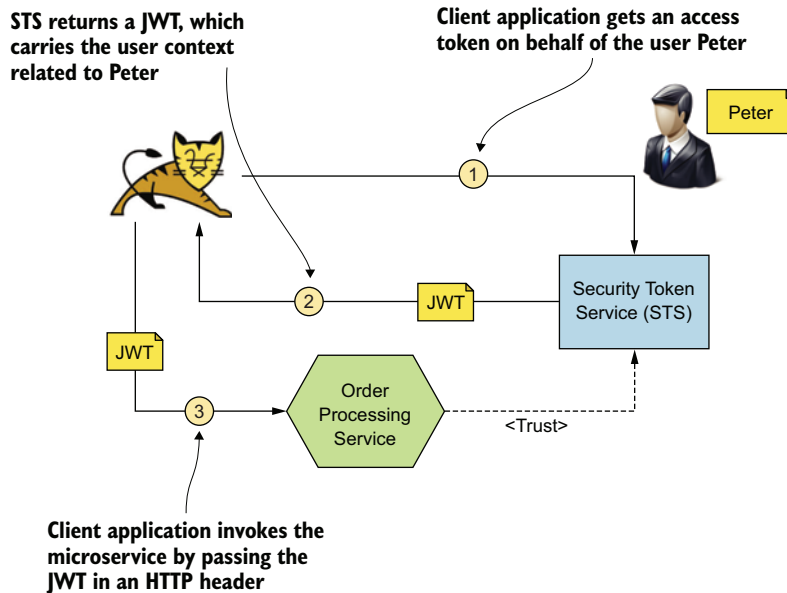 STS returns a JWT, which
carries the user context
related to Peter
Client application gets an access
token on behalf of the user Peter
Peter
1
2
JWT
Security Token
Service (STS)
JWT
3
Order
Processing
Service
<Trust>
Client application invokes the
microservice by passing the
JWT in an HTTP header